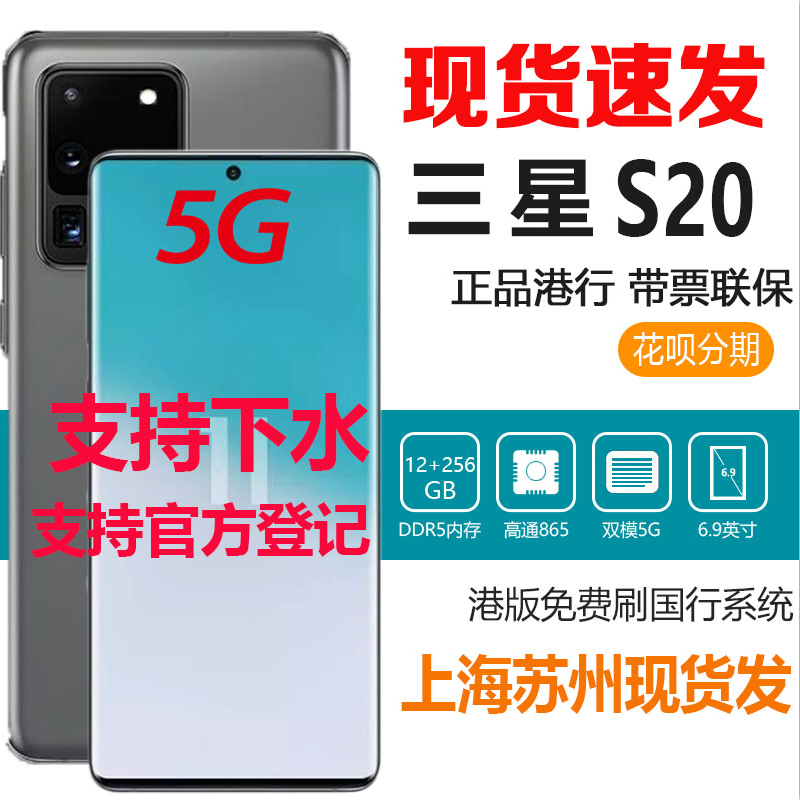 现货速发
三星S20
正品港行 带票联保
花呗分期
5G
支持下水
支持官方登记
12+256
GB
6.9
DDR5内存 高通865 双模5G 6.9英寸
港版免费刷国行系统
上海苏州现货发